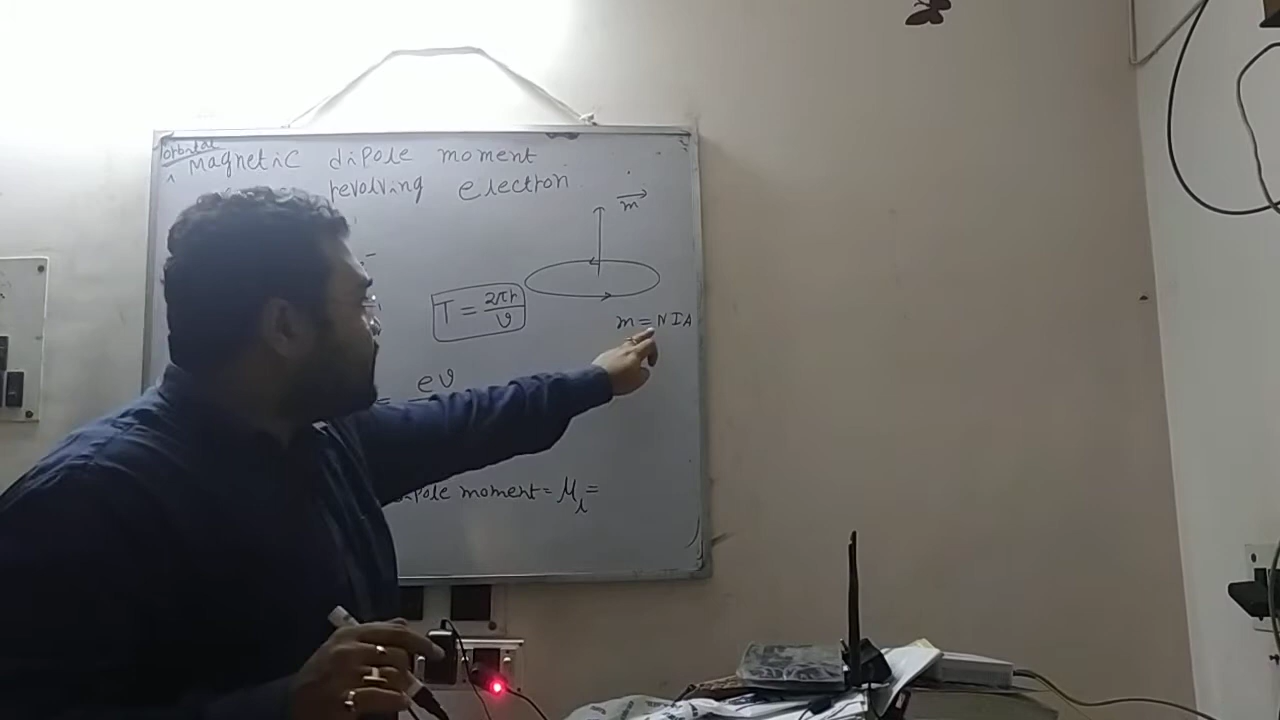 orbital
Magnetic dipole moment
revolving electron
m
T = 2πr/v
m = NIA
= ev
dipole moment = μl =